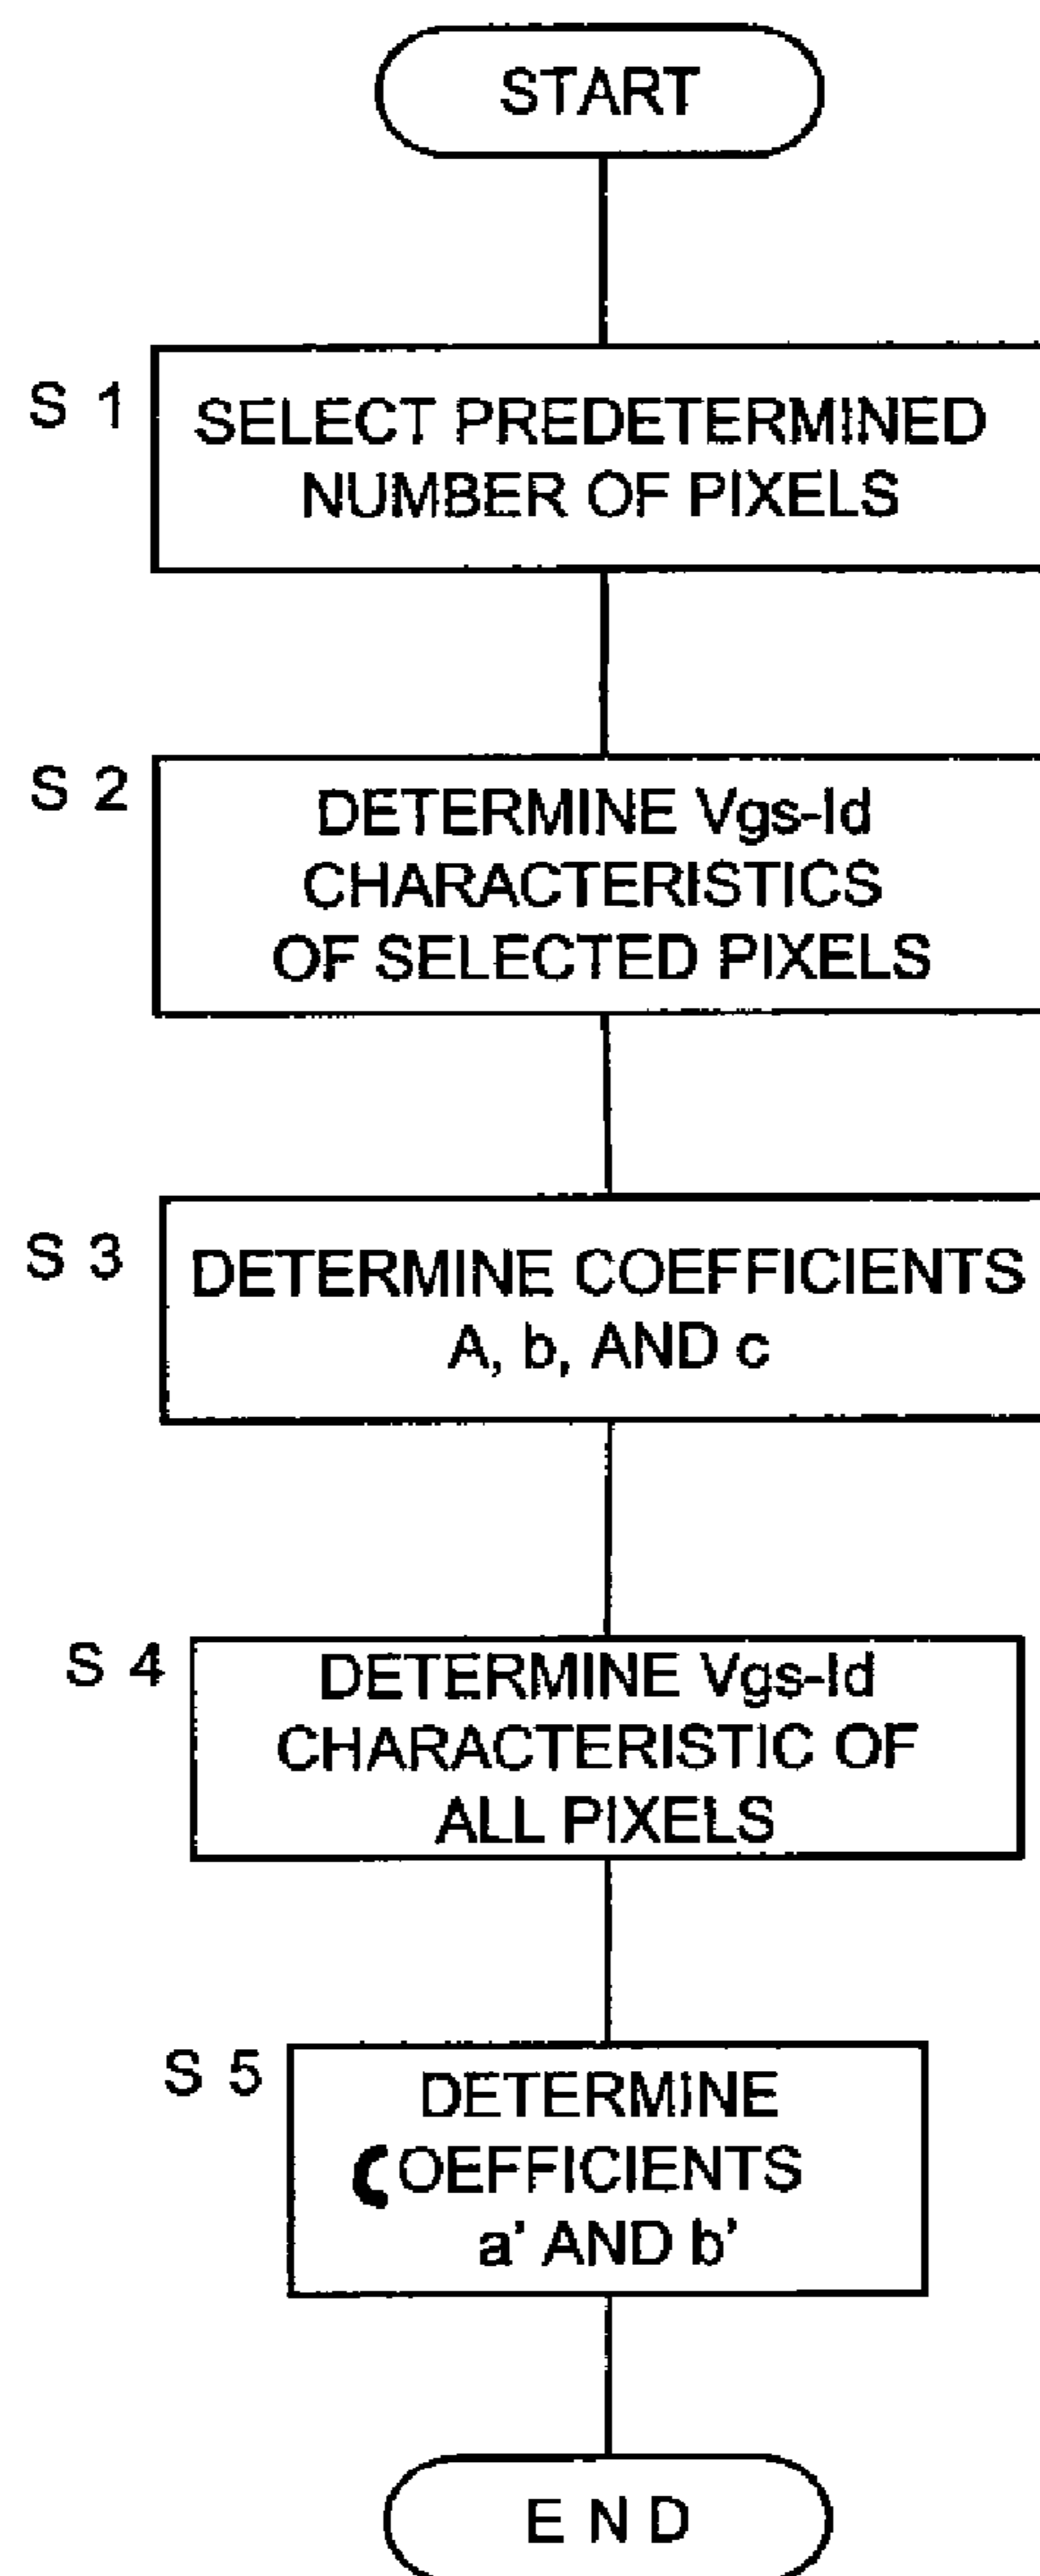 START
S 1
SELECT PREDETERMINED
NUMBER OF PIXELS
S 2
DETERMINE Vgs-Id
CHARACTERISTICS
OF SELECTED PIXELS
S 3
DETERMINE COEFFICIENTS
A, b, AND c
S 4
DETERMINE Vgs-Id
CHARACTERISTIC OF
ALL PIXELS
S 5
DETERMINE
COEFFICIENTS
a' AND b'
END